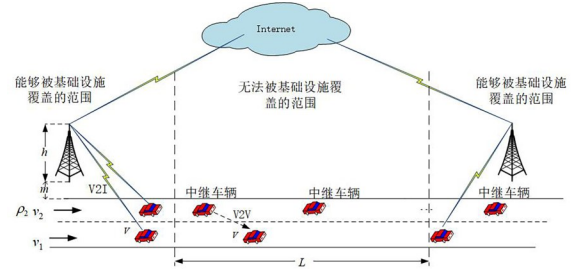 Internet
能够被基础设施
覆盖的范围
无法被基础设施覆
盖的范围
能够被基础设施
覆盖的范围
h
m
V2I
中继车辆
中继车辆
中继车辆
ρ₂ v₂
V2V
v
v
v₁
L